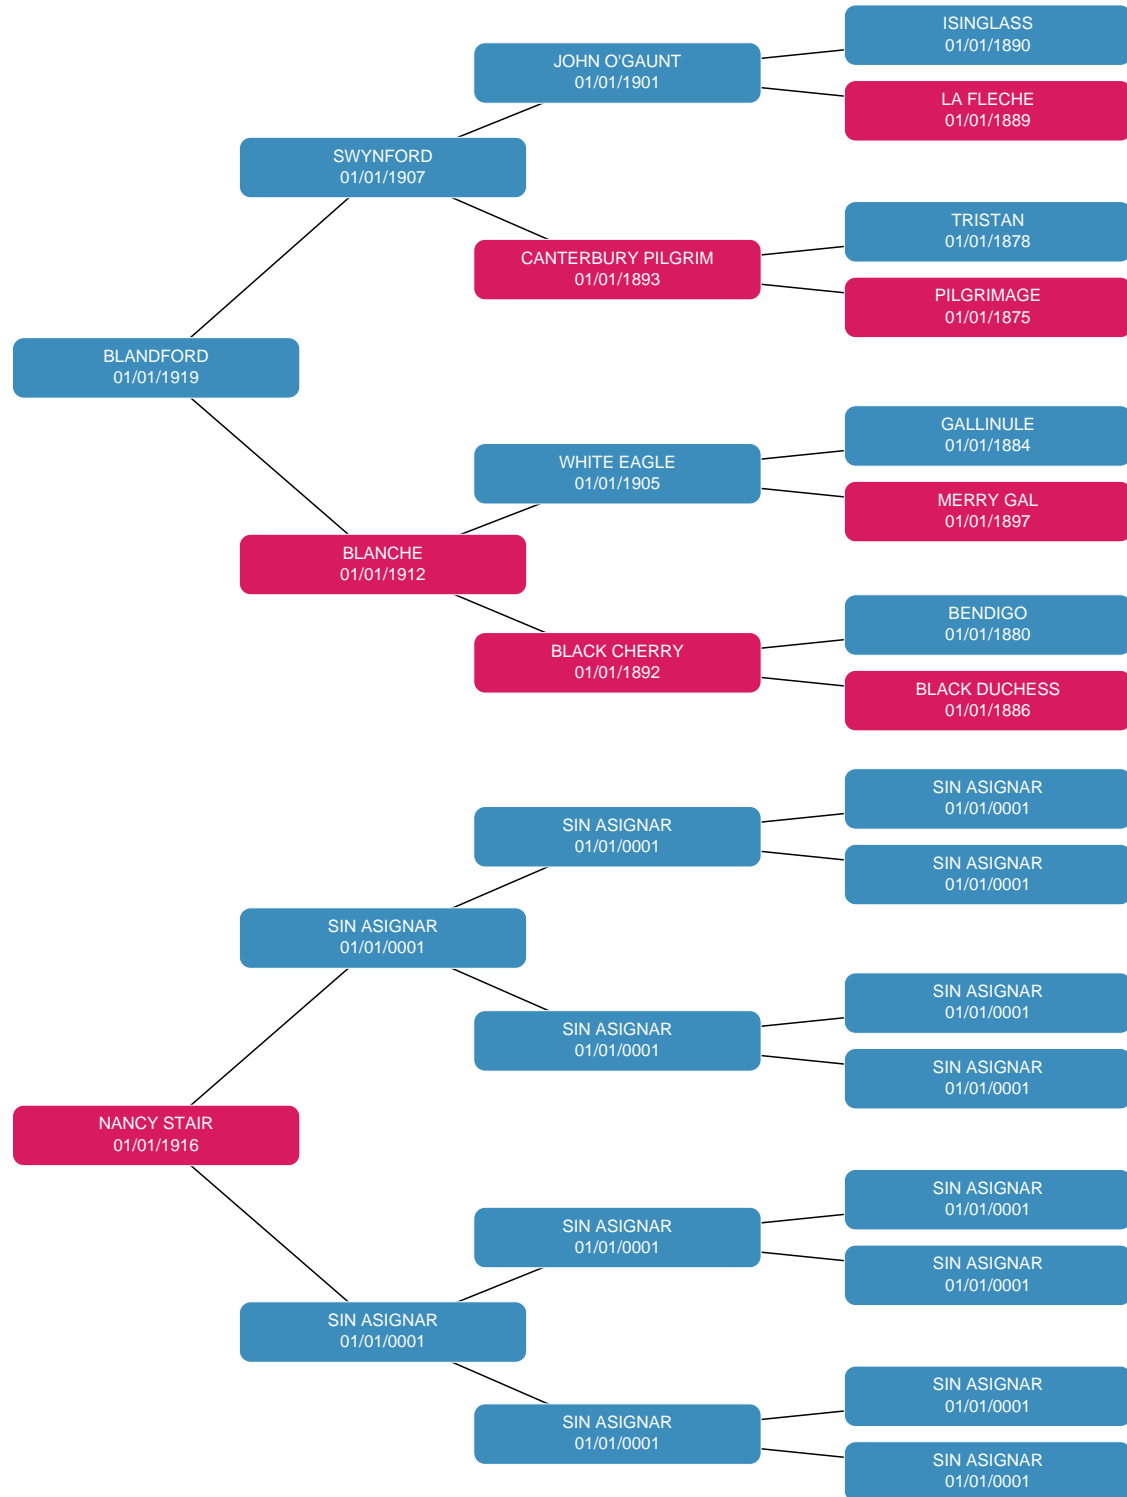 ISINGLASS
01/01/1890
JOHN O'GAUNT
01/01/1901
LA FLECHE
01/01/1889
SWYNFORD
01/01/1907
TRISTAN
01/01/1878
CANTERBURY PILGRIM
01/01/1893
PILGRIMAGE
01/01/1875
BLANDFORD
01/01/1919
GALLINULE
01/01/1884
WHITE EAGLE
01/01/1905
MERRY GAL
01/01/1897
BLANCHE
01/01/1912
BENDIGO
01/01/1880
BLACK CHERRY
01/01/1892
BLACK DUCHESS
01/01/1886
SIN ASIGNAR
01/01/0001
SIN ASIGNAR
01/01/0001
SIN ASIGNAR
01/01/0001
SIN ASIGNAR
01/01/0001
SIN ASIGNAR
01/01/0001
SIN ASIGNAR
01/01/0001
SIN ASIGNAR
01/01/0001
NANCY STAIR
01/01/1916
SIN ASIGNAR
01/01/0001
SIN ASIGNAR
01/01/0001
SIN ASIGNAR
01/01/0001
SIN ASIGNAR
01/01/0001
SIN ASIGNAR
01/01/0001
SIN ASIGNAR
01/01/0001
SIN ASIGNAR
01/01/0001